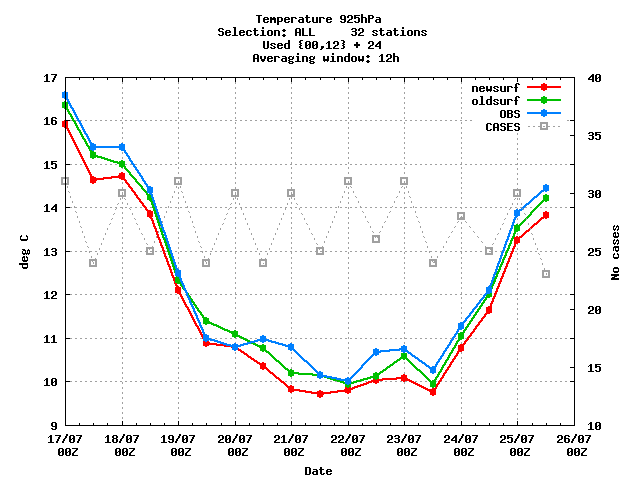 Temperature 925hPa
Selection: ALL     32 stations
Used {00,12} + 24
Averaging window: 12h
17 40
newsurf
oldsurf
OBS
CASES
16 35
15
14 30
13 25
12 20
11
10 15
9 10
deg C
No cases
17/07 18/07 19/07 20/07 21/07 22/07 23/07 24/07 25/07 26/07
00Z 00Z 00Z 00Z 00Z 00Z 00Z 00Z 00Z 00Z
Date